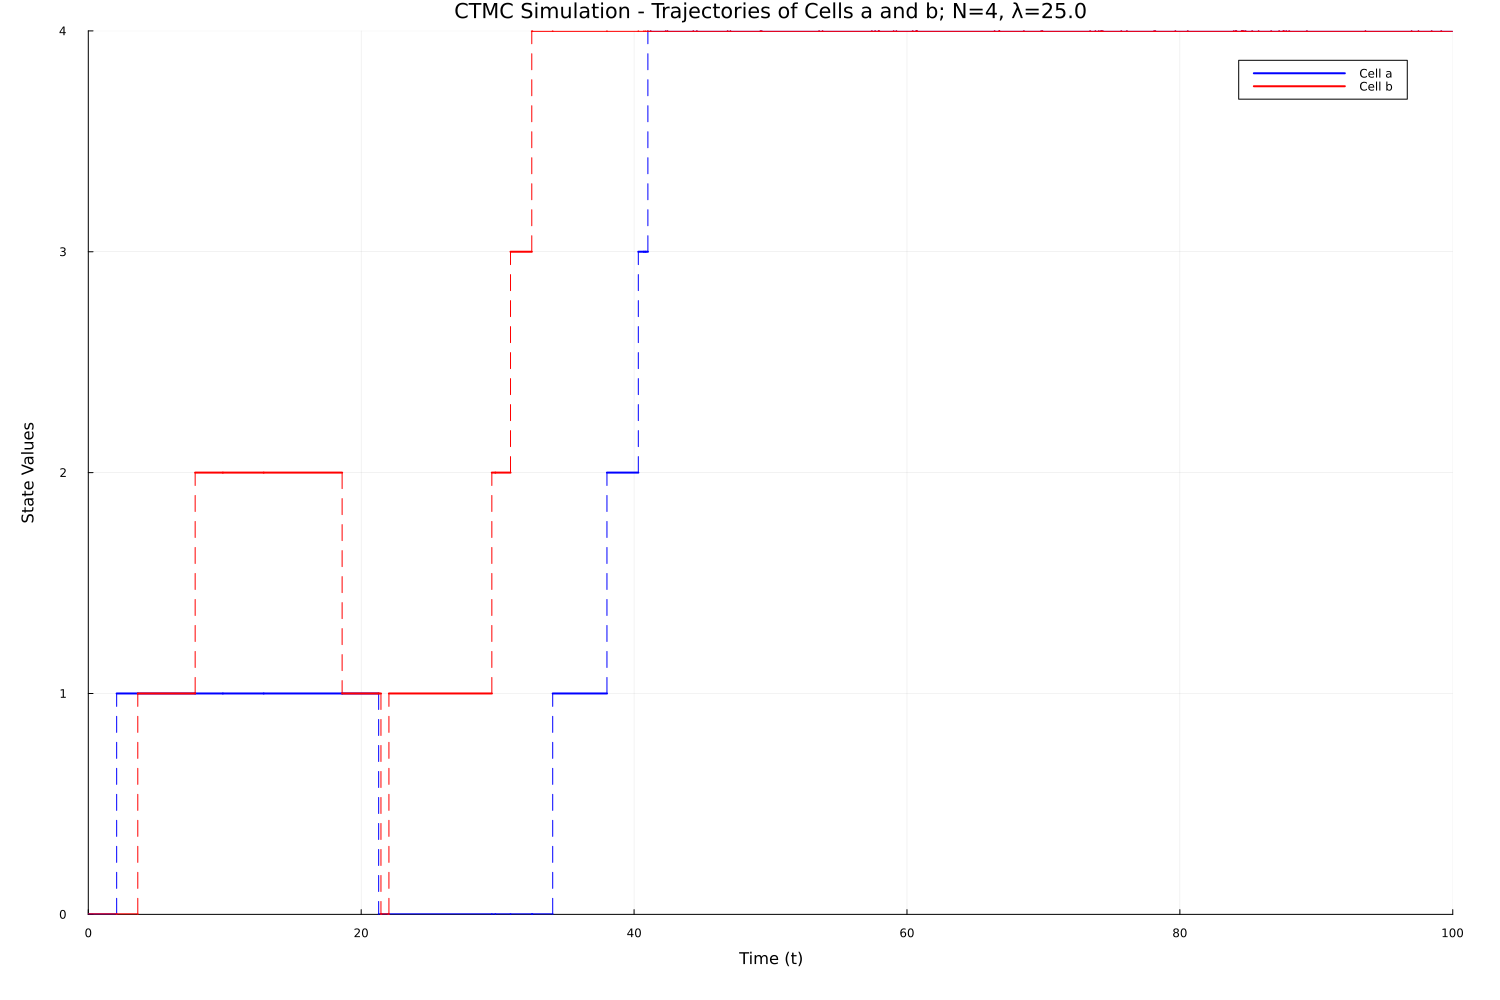 CTMC Simulation - Trajectories of Cells a and b; N=4, λ=25.0
4
Cell a
Cell b
3
State Values
2
1
0
0 20 40 60 80 100
Time (t)